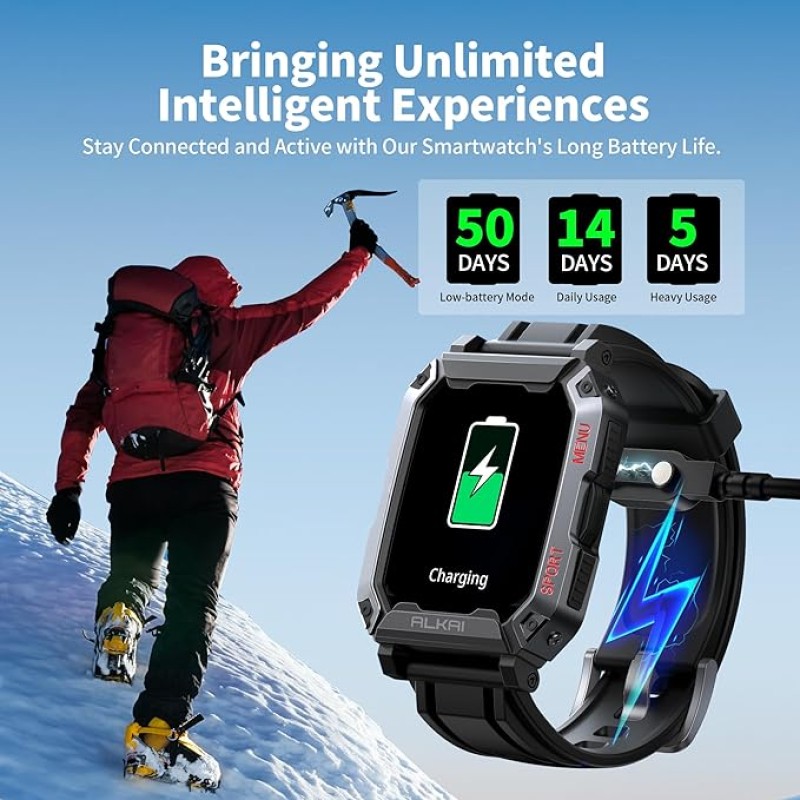 Bringing Unlimited
Intelligent Experiences
Stay Connected and Active with Our Smartwatch's Long Battery Life.
50
DAYS
Low-battery Mode
14
DAYS
Daily Usage
5
DAYS
Heavy Usage
MENU
SPORT
Charging
ALKAI